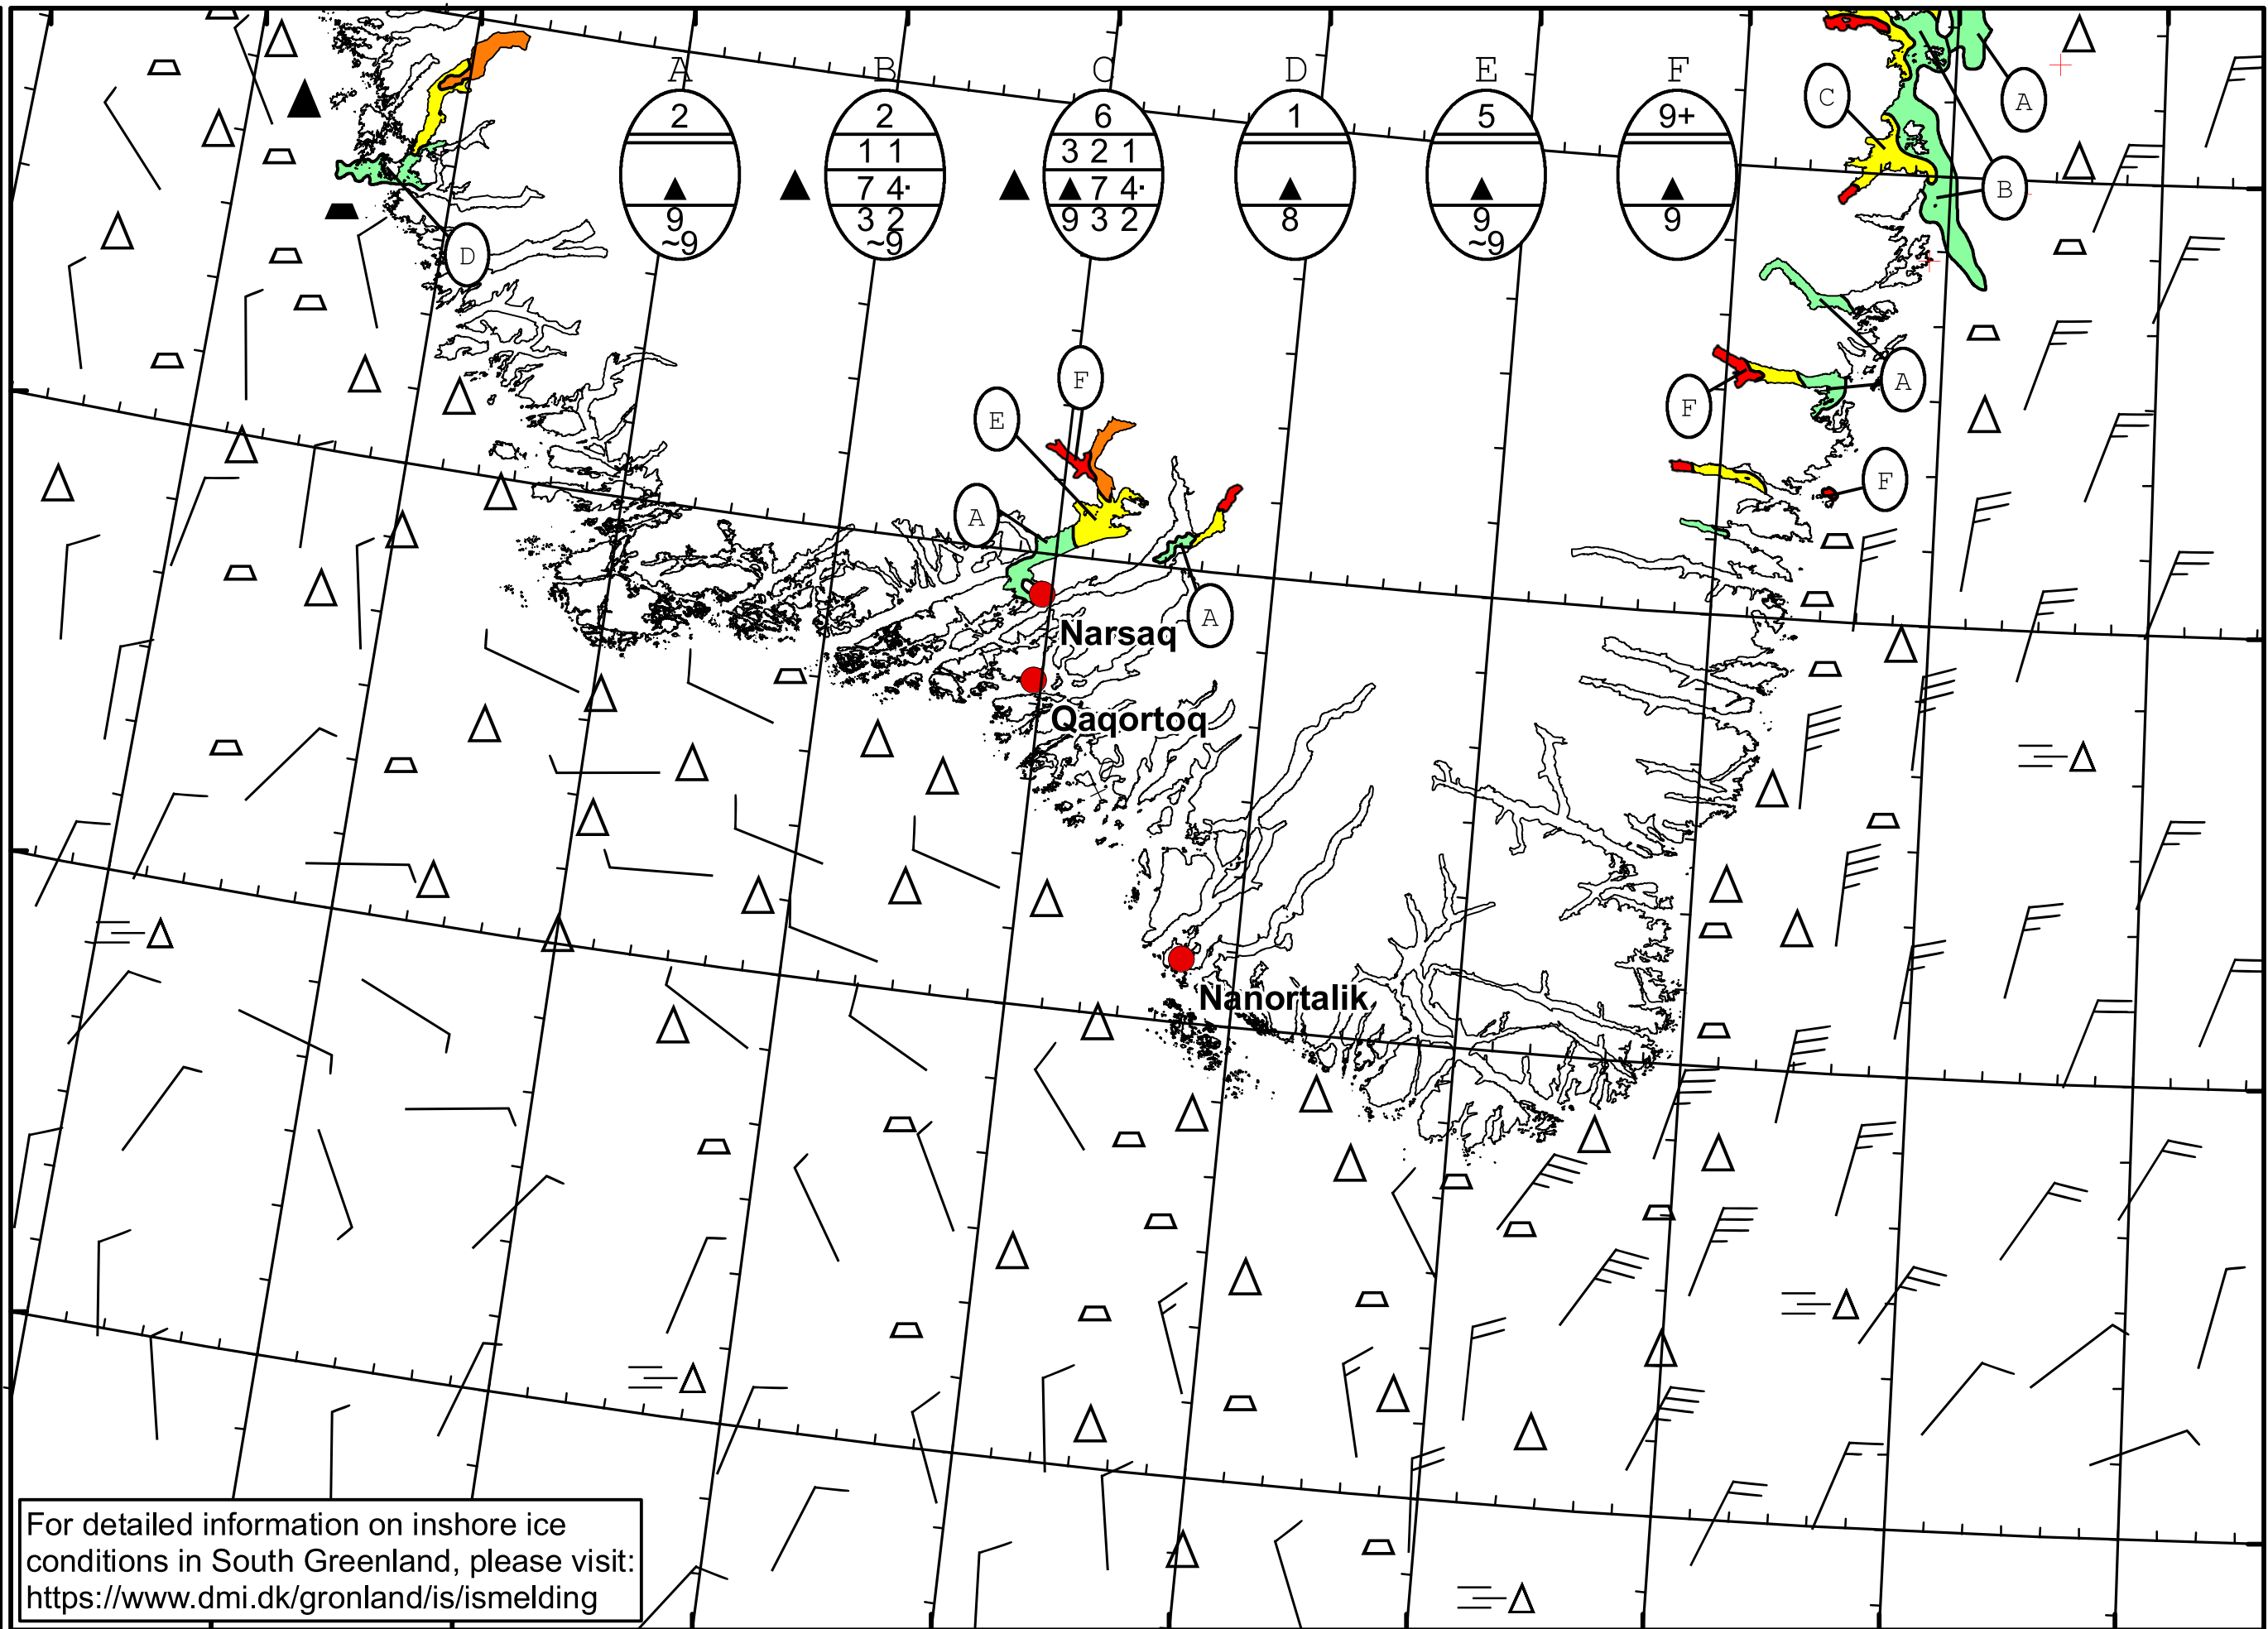 A B C D E F
2 2 6 1 5 9+
1 1 3 2 1
▲ 7 4· ▲ 7 4· ▲ ▲ ▲
9 3 2 9 3 2 8 9 9
~9 ~9 ~9
C
A
B
D
A
F
E
F
F
A
A
Narsaq
Qaqortoq
Nanortalik
For detailed information on inshore ice
conditions in South Greenland, please visit:
https://www.dmi.dk/gronland/is/ismelding